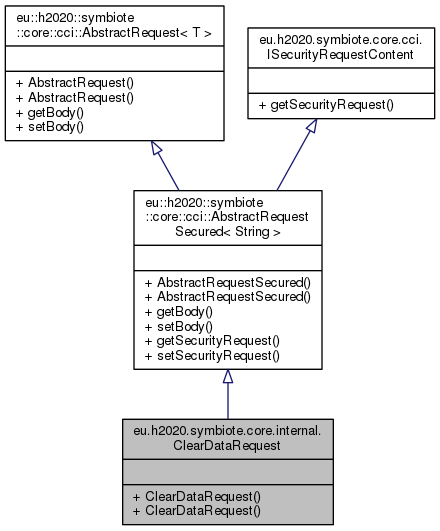 eu::h2020::symbiote
::core::cci::AbstractRequest< T >
+ AbstractRequest()
+ AbstractRequest()
+ getBody()
+ setBody()
eu.h2020.symbiote.core.cci.
ISecurityRequestContent
+ getSecurityRequest()
eu::h2020::symbiote
::core::cci::AbstractRequest
Secured< String >
+ AbstractRequestSecured()
+ AbstractRequestSecured()
+ getBody()
+ setBody()
+ getSecurityRequest()
+ setSecurityRequest()
eu.h2020.symbiote.core.internal.
ClearDataRequest
+ ClearDataRequest()
+ ClearDataRequest()